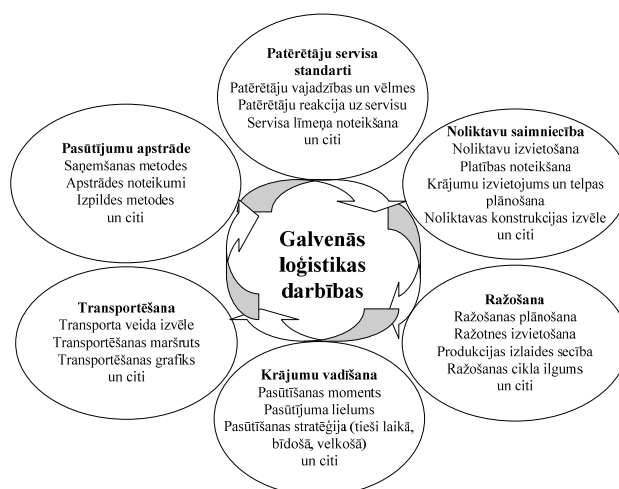 Patērētāju servisa
standarti
Patērētāju vajadzības un vēlmes
Patērētāju reakcija uz servisu
Servisa līmeņa noteikšana
un citi
Pasūtījumu apstrāde
Saņemšanas metodes
Apstrādes noteikumi
Izpildes metodes
un citi
Noliktavu saimniecība
Noliktavu izvietošana
Platības noteikšana
Krājumu izvietojums un telpas
plānošana
Noliktavas konstrukcijas izvēle
un citi
Galvenās
loģistikas
darbības
Transportēšana
Transporta veida izvēle
Transportēšanas maršruts
Transportēšanas grafiks
un citi
Ražošana
Ražošanas plānošana
Ražotnes izvietošana
Produkcijas izlaides secība
Ražošanas cikla ilgums
un citi
Krājumu vadīšana
Pasūtīšanas moments
Pasūtījuma lielums
Pasūtīšanas stratēģija (tieši laikā,
bīdošā, velkošā)
un citi